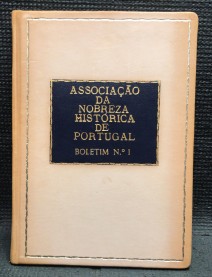 ASSOCIAÇÃO
DA
NOBREZA
HISTÓRICA
DE
PORTUGAL
BOLETIM N.º 1